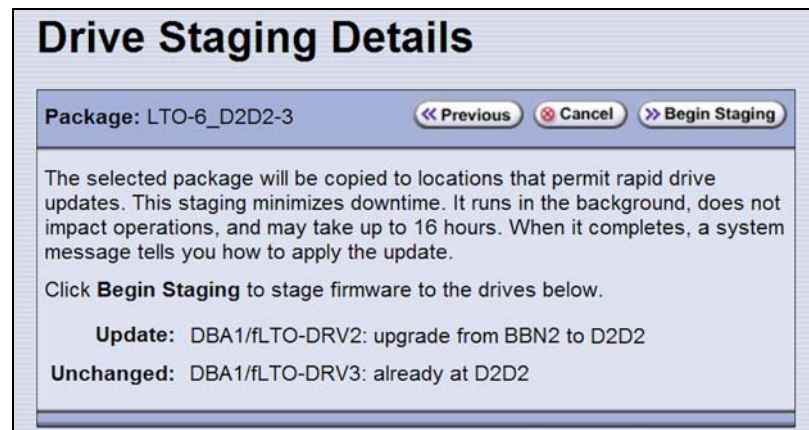 Drive Staging Details
Package: LTO-6_D2D2-3
Previous
Cancel
Begin Staging
The selected package will be copied to locations that permit rapid drive
updates. This staging minimizes downtime. It runs in the background, does not
impact operations, and may take up to 16 hours. When it completes, a system
message tells you how to apply the update.
Click Begin Staging to stage firmware to the drives below.
Update: DBA1/fLTO-DRV2: upgrade from BBN2 to D2D2
Unchanged: DBA1/fLTO-DRV3: already at D2D2